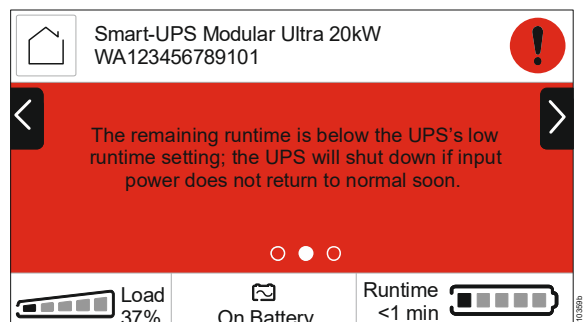 Smart-UPS Modular Ultra 20kW
WA123456789101
The remaining runtime is below the UPS's low
runtime setting; the UPS will shut down if input
power does not return to normal soon.
Load
37%
On Battery
Runtime
<1 min